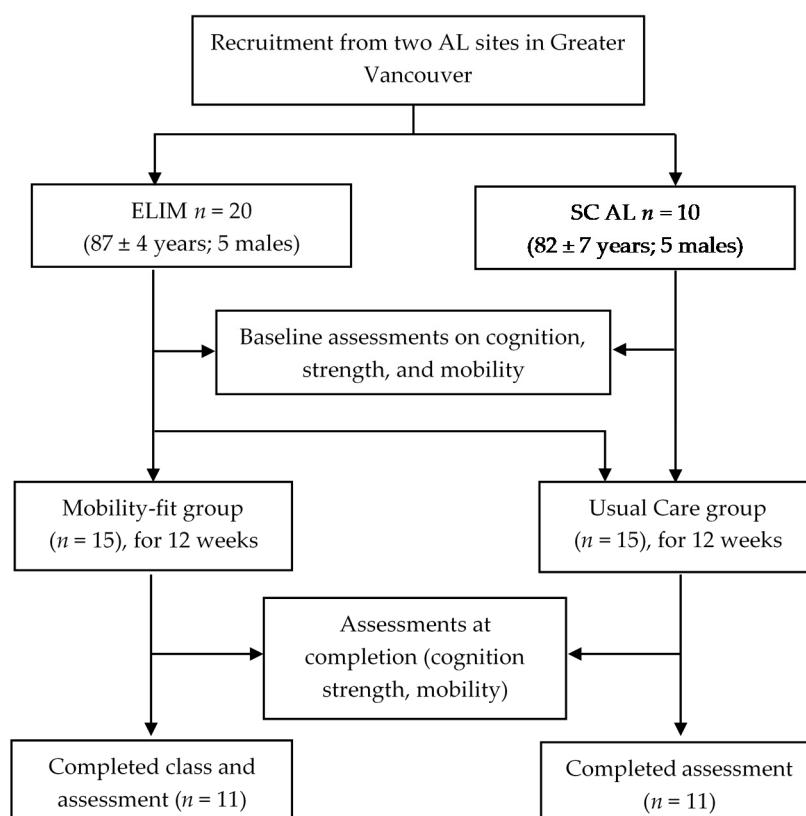 Recruitment from two AL sites in Greater
Vancouver
ELIM n = 20
(87 ± 4 years; 5 males)
SC AL n = 10
(82 ± 7 years; 5 males)
Baseline assessments on cognition,
strength, and mobility
Mobility-fit group
(n = 15), for 12 weeks
Usual Care group
(n = 15), for 12 weeks
Assessments at
completion (cognition
strength, mobility)
Completed class and
assessment (n = 11)
Completed assessment
(n = 11)